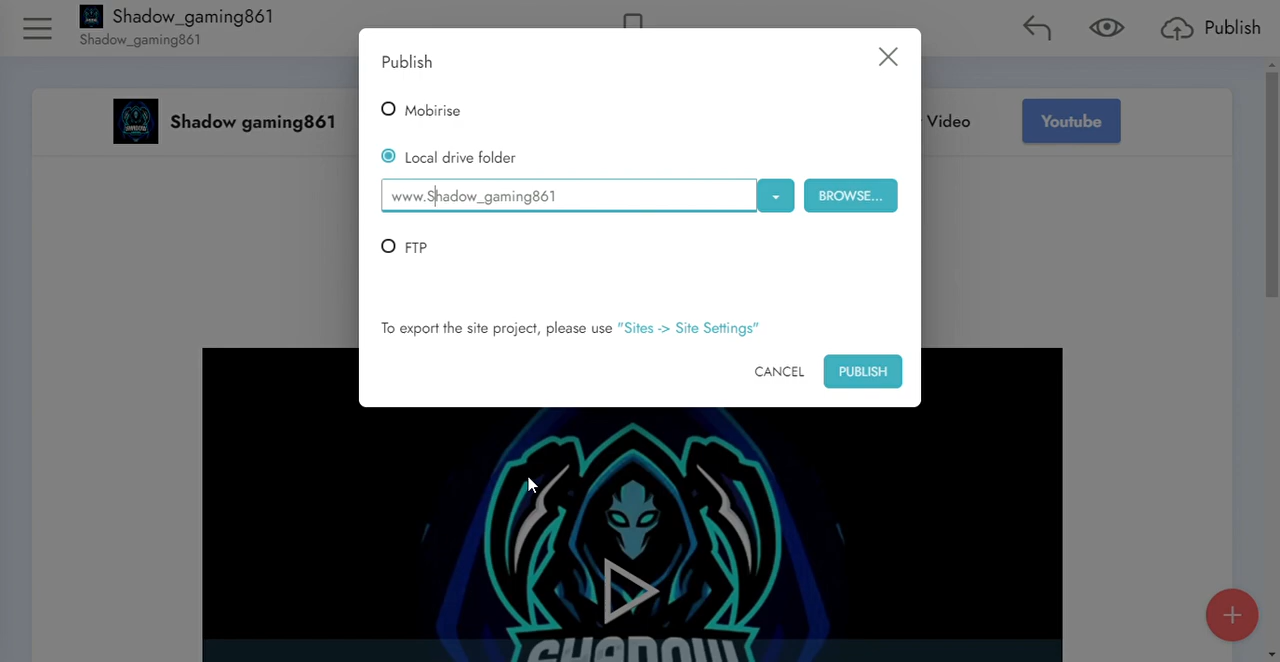 Shadow_gaming861
Shadow_gaming861
Publish
Shadow gaming861
Video
Youtube
Publish
Mobirise
Local drive folder
www.Shadow_gaming861
BROWSE...
FTP
To export the site project, please use "Sites -> Site Settings"
CANCEL
PUBLISH
SHADOW